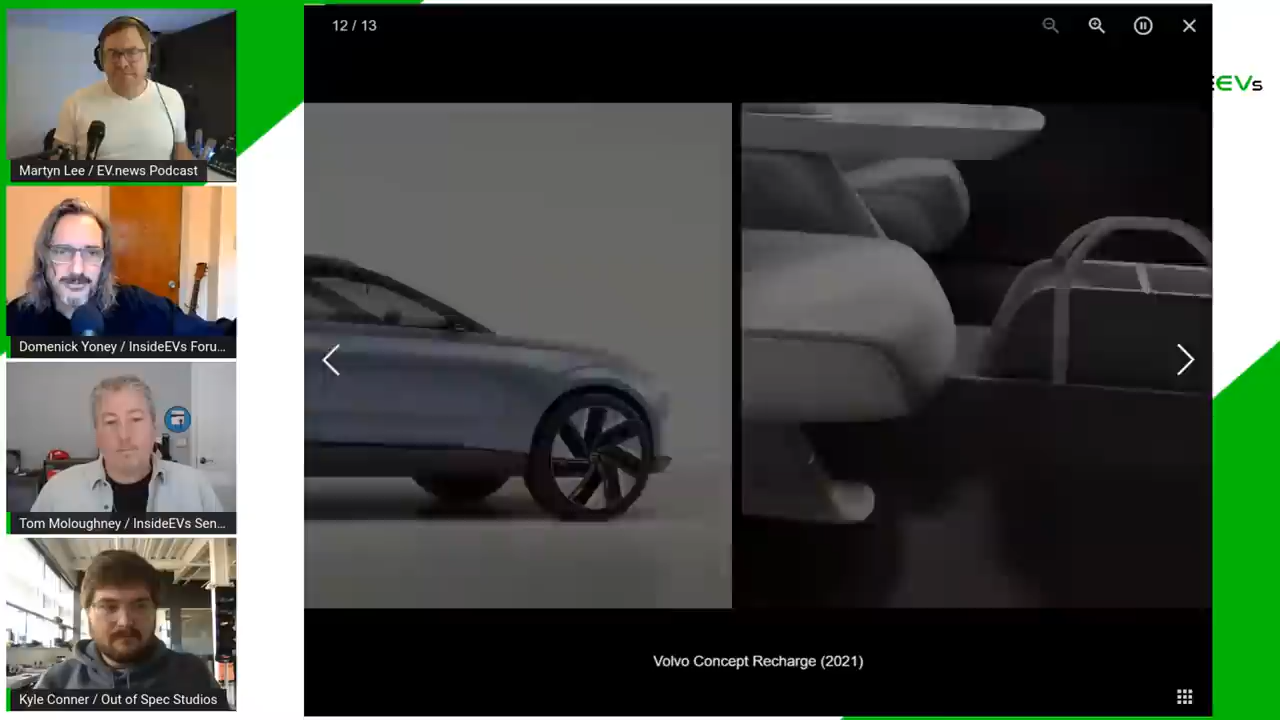 12 / 13
EVs
Martyn Lee / EV.news Podcast
Domenick Yoney / InsideEVs Foru...
Tom Moloughney / InsideEVs Sen...
Kyle Conner / Out of Spec Studios
Volvo Concept Recharge (2021)